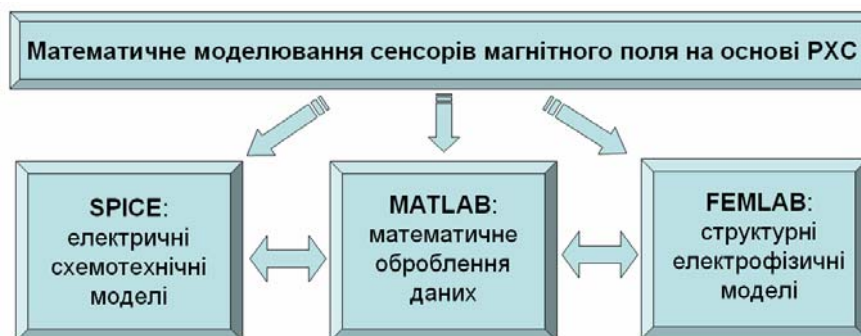 Математичне моделювання сенсорів магнітного поля на основі РХС
SPICE:
електричні
схемотехнічні
моделі
MATLAB:
математичне
оброблення
даних
FEMLAB:
структурні
електрофізичні
моделі